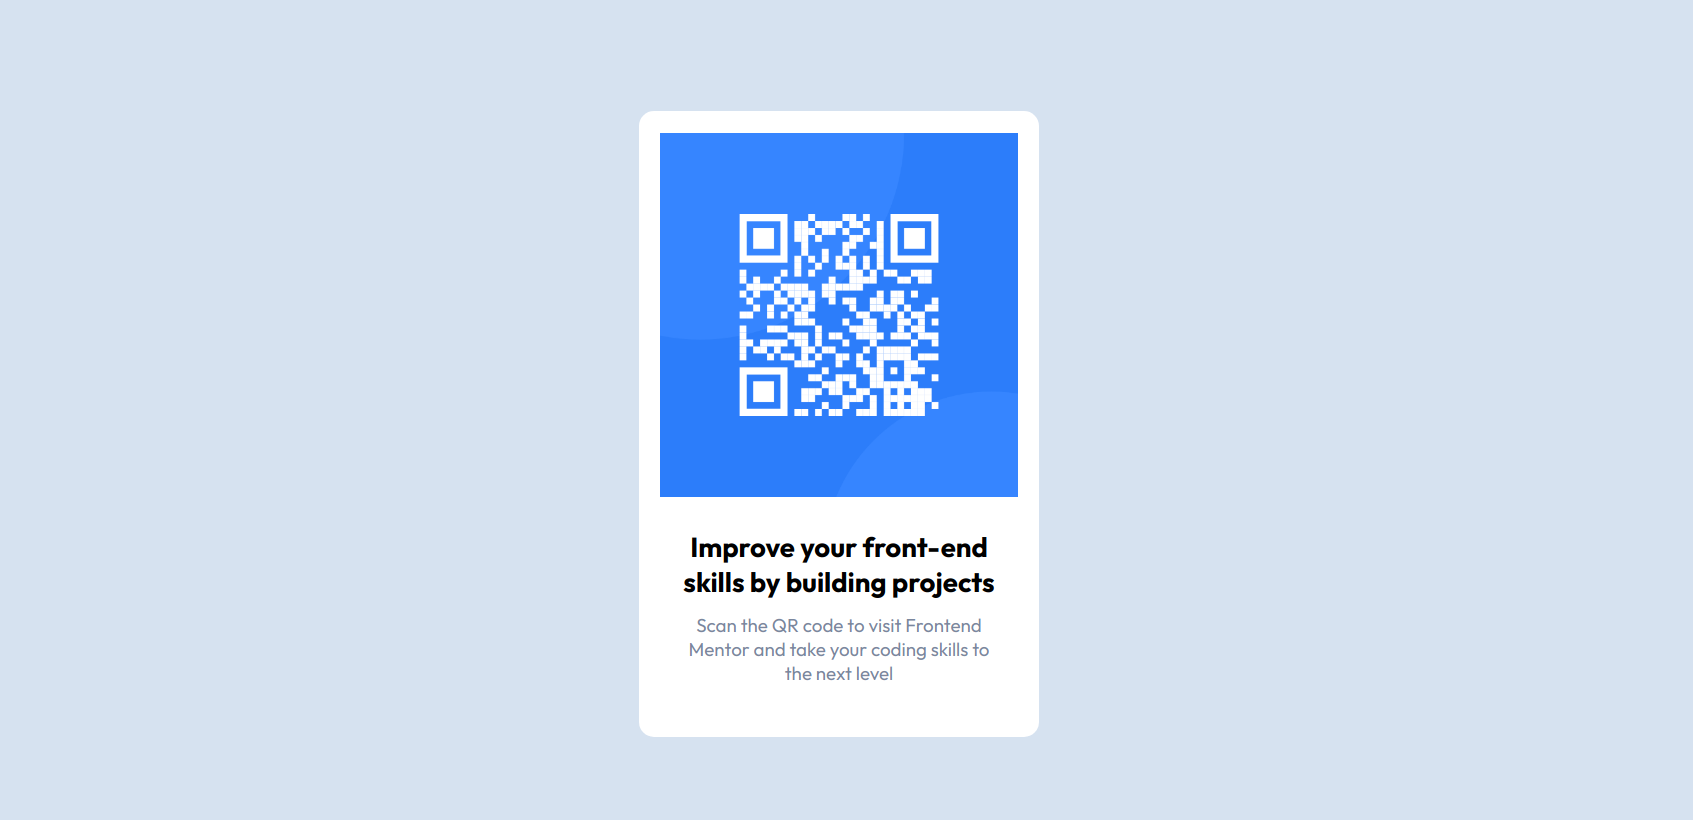 Improve your front-end
skills by building projects
Scan the QR code to visit Frontend
Mentor and take your coding skills to
the next level